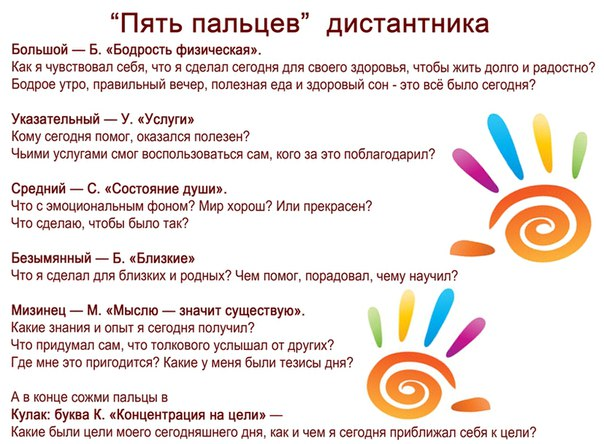 “Пять пальцев” дистантника
Большой — Б. «Бодрость физическая».
Как я чувствовал себя, что я сделал сегодня для своего здоровья, чтобы жить долго и радостно?
Бодрое утро, правильный вечер, полезная еда и здоровый сон - это всё было сегодня?
Указательный — У. «Услуги»
Кому сегодня помог, оказался полезен?
Чьими услугами смог воспользоваться сам, кого за это поблагодарил?
Средний — С. «Состояние души».
Что с эмоциональным фоном? Мир хорош? Или прекрасен?
Что сделаю, чтобы было так?
Безымянный — Б. «Близкие»
Что я сделал для близких и родных? Чем помог, порадовал, чему научил?
Мизинец — М. «Мыслю — значит существую».
Какие знания и опыт я сегодня получил?
Что придумал сам, что толкового услышал от других?
Где мне это пригодится? Какие у меня были тезисы дня?
А в конце сожми пальцы в
Кулак: буква К. «Концентрация на цели» —
Какие были цели моего сегодняшнего дня, как и чем я сегодня приближал себя к цели?